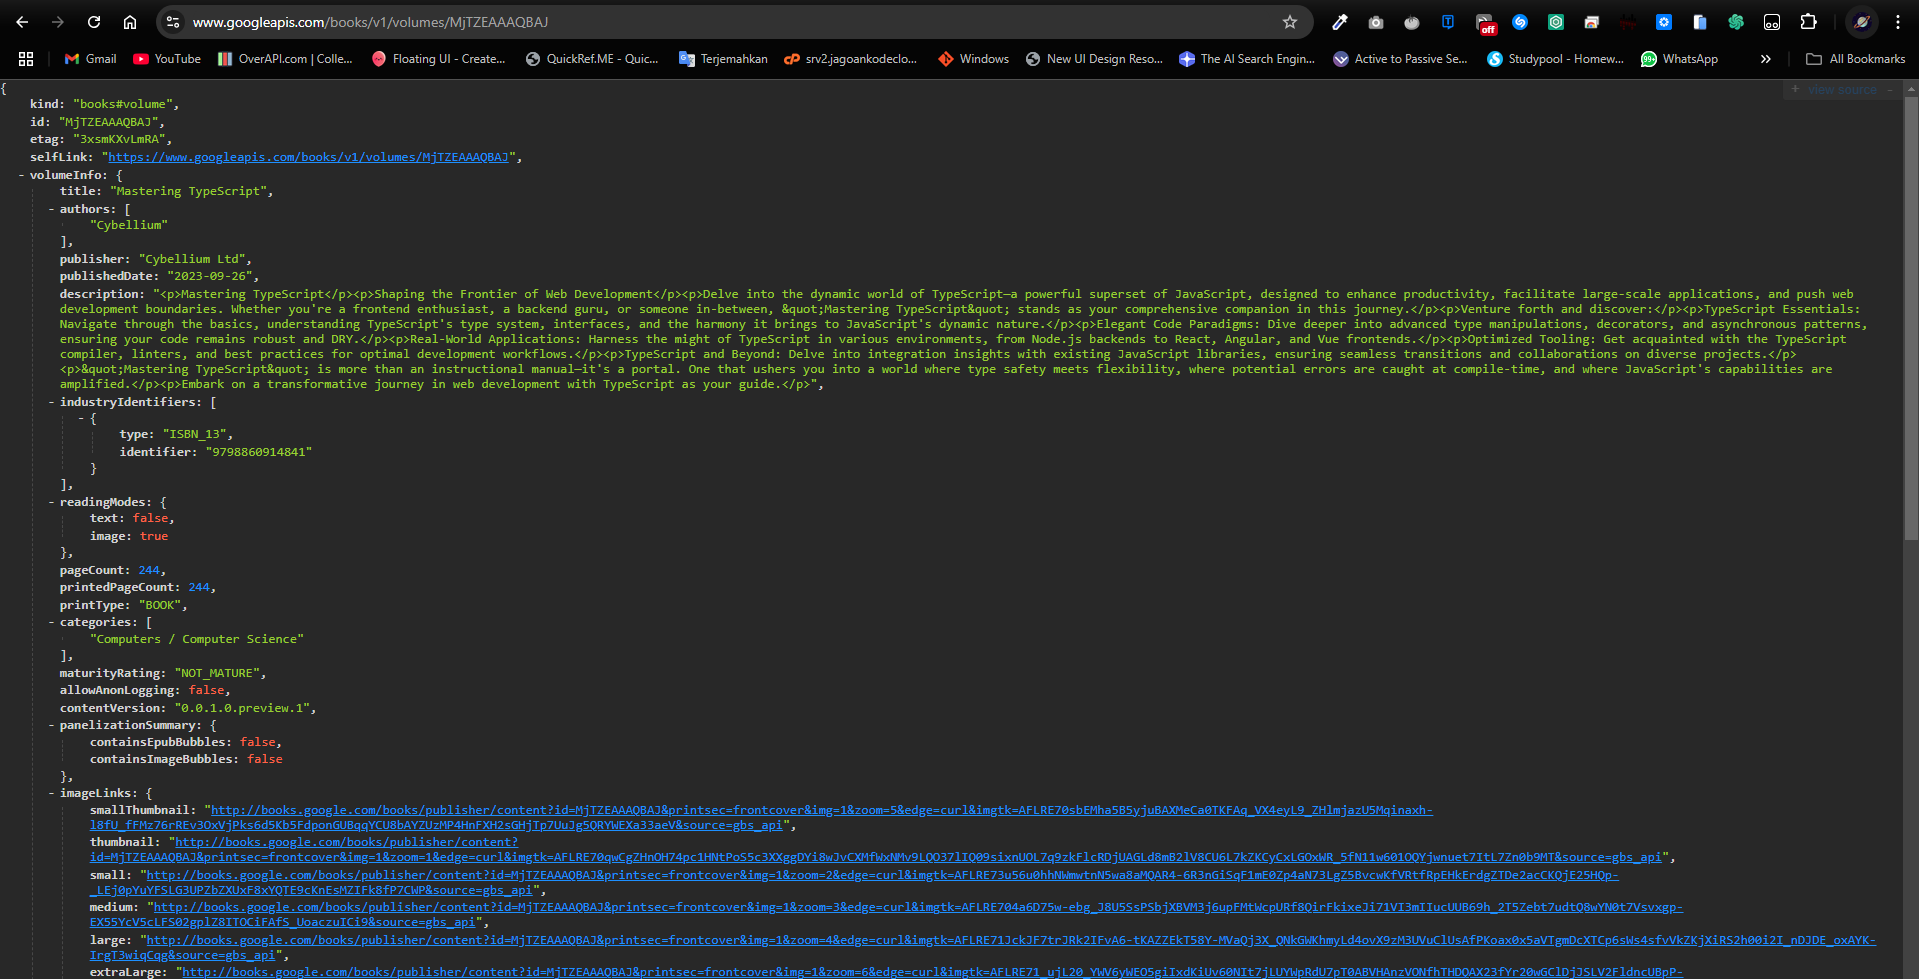 www.googleapis.com/books/v1/volumes/MjTZEAAAQBAJ
off
Gmail
YouTube
OverAPI.com | Colle...
Floating UI - Create...
QuickRef.ME - Quic...
Terjemahkan
srv2.jagoankodeclo...
Windows
New UI Design Reso...
The AI Search Engin...
Active to Passive Se...
Studypool - Homew...
99+
WhatsApp
All Bookmarks
+ view source -
{
kind: "books#volume",
id: "MjTZEAAAQBAJ",
etag: "3xsmKXvLmRA",
selfLink: "https://www.googleapis.com/books/v1/volumes/MjTZEAAAQBAJ",
- volumeInfo: {
title: "Mastering TypeScript",
- authors: [
"Cybellium"
],
publisher: "Cybellium Ltd",
publishedDate: "2023-09-26",
description: "<p>Mastering TypeScript</p><p>Shaping the Frontier of Web Development</p><p>Delve into the dynamic world of TypeScript—a powerful superset of JavaScript, designed to enhance productivity, facilitate large-scale applications, and push web
development boundaries. Whether you're a frontend enthusiast, a backend guru, or someone in-between, &quot;Mastering TypeScript&quot; stands as your comprehensive companion in this journey.</p><p>Venture forth and discover:</p><p>TypeScript Essentials:
Navigate through the basics, understanding TypeScript's type system, interfaces, and the harmony it brings to JavaScript's dynamic nature.</p><p>Elegant Code Paradigms: Dive deeper into advanced type manipulations, decorators, and asynchronous patterns,
ensuring your code remains robust and DRY.</p><p>Real-World Applications: Harness the might of TypeScript in various environments, from Node.js backends to React, Angular, and Vue frontends.</p><p>Optimized Tooling: Get acquainted with the TypeScript
compiler, linters, and best practices for optimal development workflows.</p><p>TypeScript and Beyond: Delve into integration insights with existing JavaScript libraries, ensuring seamless transitions and collaborations on diverse projects.</p>
<p>&quot;Mastering TypeScript&quot; is more than an instructional manual—it's a portal. One that ushers you into a world where type safety meets flexibility, where potential errors are caught at compile-time, and where JavaScript's capabilities are
amplified.</p><p>Embark on a transformative journey in web development with TypeScript as your guide.</p>",
- industryIdentifiers: [
- {
type: "ISBN_13",
identifier: "9798860914841"
}
],
- readingModes: {
text: false,
image: true
},
pageCount: 244,
printedPageCount: 244,
printType: "BOOK",
- categories: [
"Computers / Computer Science"
],
maturityRating: "NOT_MATURE",
allowAnonLogging: false,
contentVersion: "0.0.1.0.preview.1",
- panelizationSummary: {
containsEpubBubbles: false,
containsImageBubbles: false
},
- imageLinks: {
smallThumbnail: "http://books.google.com/books/publisher/content?id=MjTZEAAAQBAJ&printsec=frontcover&img=1&zoom=5&edge=curl&imgtk=AFLRE70sbEMha5B5yjuBAXMeCa0TKFAq_VX4eyL9_ZHlmjazU5Mqinaxh-
l8fU_fFMz76rREv3OxVjPks6d5Kb5FdponGUBqqYCU8bAYZUzMP4HnFXH2sGHjTp7UuJg5QRYWEXa33aeV&source=gbs_api",
thumbnail: "http://books.google.com/books/publisher/content?
id=MjTZEAAAQBAJ&printsec=frontcover&img=1&zoom=1&edge=curl&imgtk=AFLRE70qwCgZHnOH74pc1HNtPoS5c3XXggDYi8wJvCXMfWxNMv9LQO37lIQ09sixnUOL7q9zkFlcRDjUAGLd8mB2lV8CU6L7kZKCyCxLGOxWR_5fN11w601OQYjwnuet7ItL7Zn0b9MT&source=gbs_api",
small: "http://books.google.com/books/publisher/content?id=MjTZEAAAQBAJ&printsec=frontcover&img=1&zoom=2&edge=curl&imgtk=AFLRE73u56u0hhNWmwtnN5wa8aMQAR4-6R3nGiSqF1mE0Zp4aN73LgZ5BvcwKfVRtfRpEHkErdgZTDe2acCKQjE25HQp-
_LEj0pYuYFSLG3UPZbZXUxF8xYQTE9cKnEsMZIFk8fP7CWP&source=gbs_api",
medium: "http://books.google.com/books/publisher/content?id=MjTZEAAAQBAJ&printsec=frontcover&img=1&zoom=3&edge=curl&imgtk=AFLRE704a6D75w-ebg_J8U5SsPSbjXBVM3j6upFMtWcpURf8QirFkixeJi71VI3mIIucUUB69h_2T5Zebt7udtQ8wYN0t7Vsvxgp-
EX55YcV5cLFS02gplZ8ITOCiFAfS_UoaczuICi9&source=gbs_api",
large: "http://books.google.com/books/publisher/content?id=MjTZEAAAQBAJ&printsec=frontcover&img=1&zoom=4&edge=curl&imgtk=AFLRE71JckJF7trJRk2IFvA6-tKAZZEkT58Y-MVaQj3X_QNkGWKhmyLd4ovX9zM3UVuClUsAfPKoax0x5aVTgmDcXTCp6sWs4sfvVkZKjXiRS2h00i2I_nDJDE_oxAYK-
IrgT3wiqCqg&source=gbs_api",
extraLarge: "http://books.google.com/books/publisher/content?id=MjTZEAAAQBAJ&printsec=frontcover&img=1&zoom=6&edge=curl&imgtk=AFLRE71_ujL20_YWV6yWEO5giIxdKiUv60NIt7jLUYWpRdU7pT0ABVHAnzVONfhTHDQAX23fYr20wGClDjJSLV2FldncUBpP-